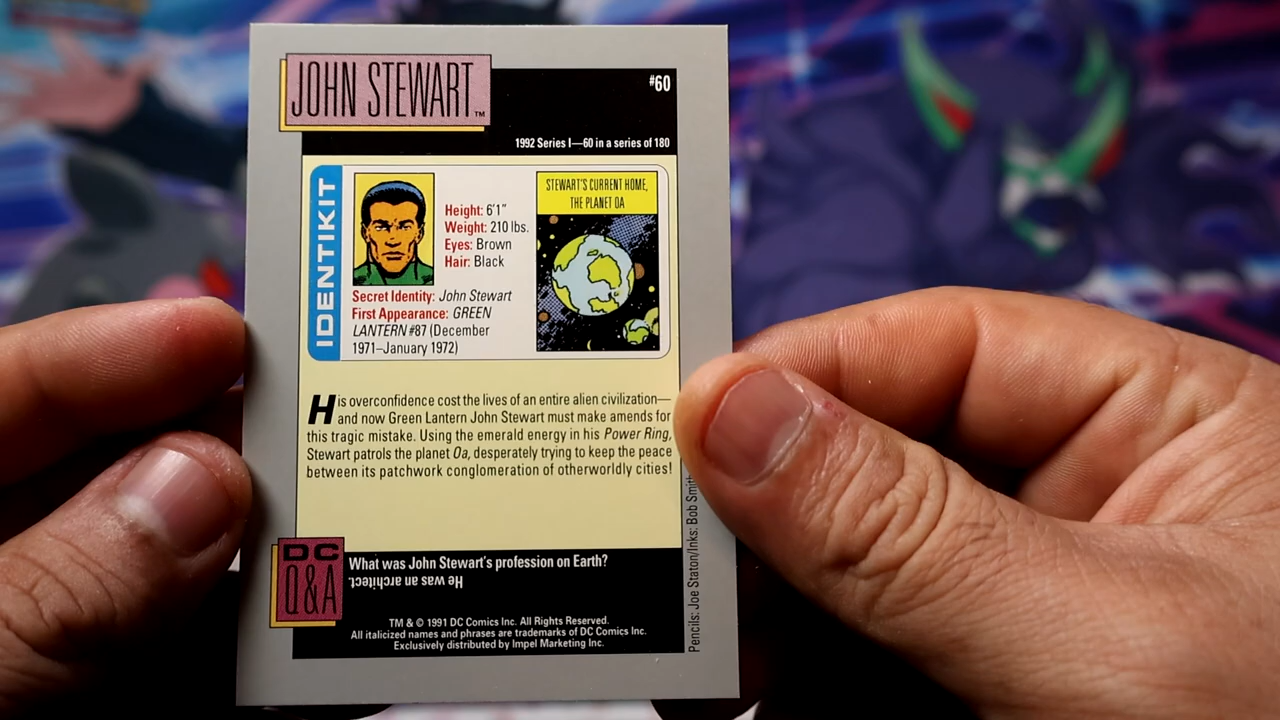 JOHN STEWART™
#60
1992 Series I—60 in a series of 180
IDENTIKIT
Height: 6'1"
Weight: 210 lbs.
Eyes: Brown
Hair: Black
STEWART'S CURRENT HOME,
THE PLANET OA
Secret Identity: John Stewart
First Appearance: GREEN
LANTERN #87 (December
1971–January 1972)
His overconfidence cost the lives of an entire alien civilization—
and now Green Lantern John Stewart must make amends for
this tragic mistake. Using the emerald energy in his Power Ring,
Stewart patrols the planet Oa, desperately trying to keep the peace
between its patchwork conglomeration of otherworldly cities!
DC
Q&A
What was John Stewart's profession on Earth?
He was an architect.
TM & © 1991 DC Comics Inc. All Rights Reserved.
All italicized names and phrases are trademarks of DC Comics Inc.
Exclusively distributed by Impel Marketing Inc.
Pencils: Joe Staton/Inks: Bob Smith